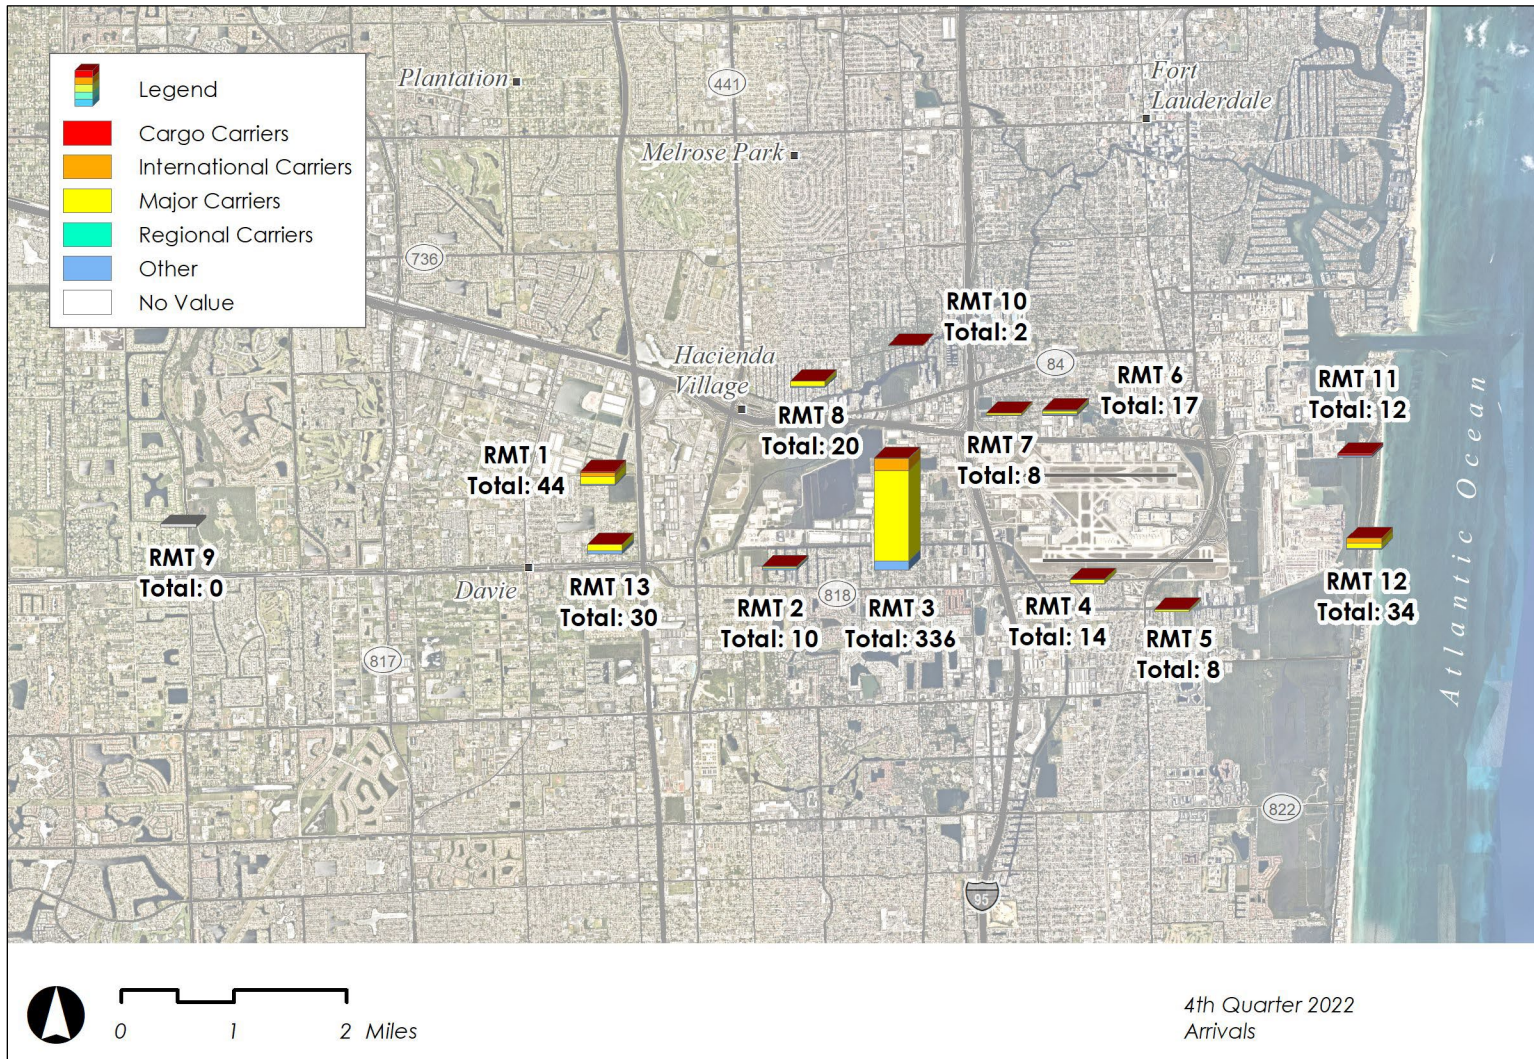 Legend
Cargo Carriers
International Carriers
Major Carriers
Regional Carriers
Other
No Value
Plantation
441
Fort
Lauderdale
Melrose Park
736
RMT 10
Total: 2
Hacienda
Village
84
RMT 6
Total: 17
RMT 11
Total: 12
RMT 8
Total: 20
RMT 7
Total: 8
RMT 1
Total: 44
Atlantic Ocean
RMT 9
Total: 0
Davie
RMT 13
Total: 30
RMT 2
Total: 10
818
RMT 3
Total: 336
RMT 4
Total: 14
RMT 5
Total: 8
RMT 12
Total: 34
817
822
95
0 1 2 Miles
4th Quarter 2022
Arrivals